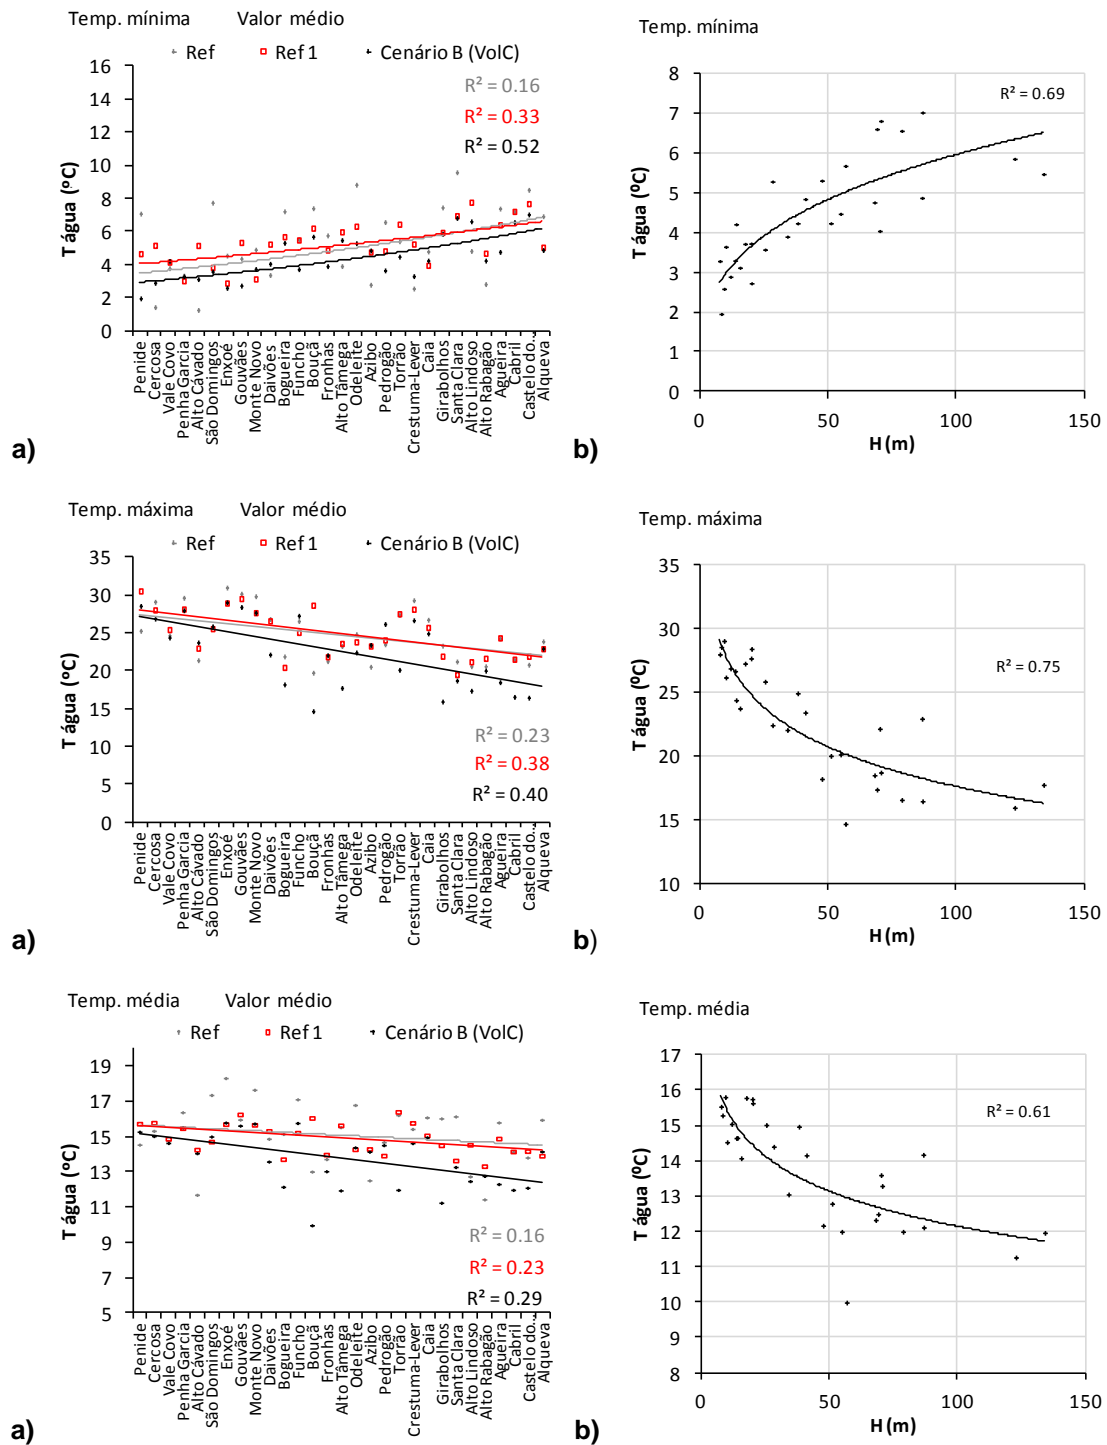 Temp. mínima Valor médio
Ref Ref 1 Cenário B (VolC)
R² = 0.16
R² = 0.33
R² = 0.52
T água (ºC)
16
14
12
10
8
6
4
2
0
Penide
Cercosa
Vale Covo
Penha Garcia
Alto Cávado
São Domingos
Enxoé
Gouvães
Monte Novo
Daivões
Bogueira
Funcho
Bouçã
Fronhas
Alto Tâmega
Odeleite
Azibo
Pedrogão
Torrão
Crestuma-Lever
Caia
Girabolhos
Santa Clara
Alto Lindoso
Alto Rabagão
Agueira
Cabril
Castelo do...
Alqueva
a)
Temp. mínima
R² = 0.69
T água (ºC)
8
7
6
5
4
3
2
1
0
0 50 100 150
H (m)
b)
Temp. máxima Valor médio
Ref Ref 1 Cenário B (VolC)
T água (ºC)
35
30
25
20
15
10
5
0
R² = 0.23
R² = 0.38
R² = 0.40
Penide
Cercosa
Vale Covo
Penha Garcia
Alto Cávado
São Domingos
Enxoé
Gouvães
Monte Novo
Daivões
Bogueira
Funcho
Bouçã
Fronhas
Alto Tâmega
Odeleite
Azibo
Pedrogão
Torrão
Crestuma-Lever
Caia
Girabolhos
Santa Clara
Alto Lindoso
Alto Rabagão
Agueira
Cabril
Castelo do...
Alqueva
a)
Temp. máxima
R² = 0.75
T água (ºC)
35
30
25
20
15
10
0 50 100 150
H (m)
b)
Temp. média Valor médio
Ref Ref 1 Cenário B (VolC)
T água (ºC)
19
17
15
13
11
9
7
5
R² = 0.16
R² = 0.23
R² = 0.29
Penide
Cercosa
Vale Covo
Penha Garcia
Alto Cávado
São Domingos
Enxoé
Gouvães
Monte Novo
Daivões
Bogueira
Funcho
Bouçã
Fronhas
Alto Tâmega
Odeleite
Azibo
Pedrogão
Torrão
Crestuma-Lever
Caia
Girabolhos
Santa Clara
Alto Lindoso
Alto Rabagão
Agueira
Cabril
Castelo do...
Alqueva
a)
Temp. média
R² = 0.61
T água (ºC)
17
16
15
14
13
12
11
10
9
8
0 50 100 150
H (m)
b)